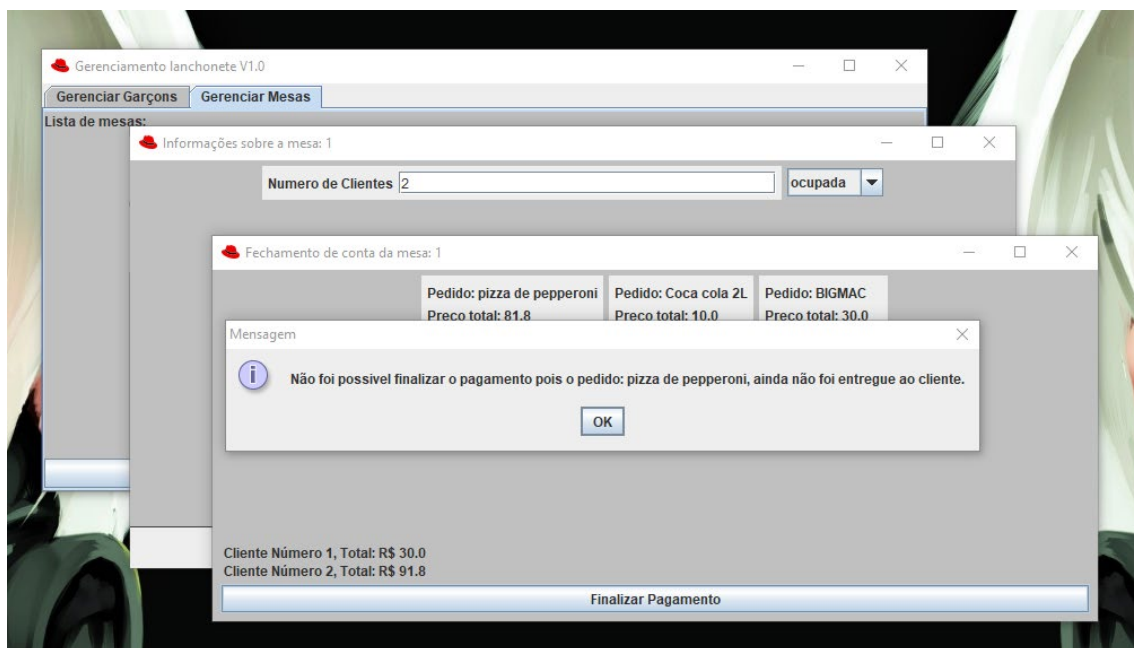 Gerenciamento lanchonete V1.0
Gerenciar Garçons Gerenciar Mesas
Lista de mesas:
Informações sobre a mesa: 1
Numero de Clientes 2 ocupada
Fechamento de conta da mesa: 1
Pedido: pizza de pepperoni Pedido: Coca cola 2L Pedido: BIGMAC
Preco total: 81.8 Preco total: 10.0 Preco total: 30.0
Mensagem
Não foi possivel finalizar o pagamento pois o pedido: pizza de pepperoni, ainda não foi entregue ao cliente.
OK
Cliente Número 1, Total: R$ 30.0
Cliente Número 2, Total: R$ 91.8
Finalizar Pagamento